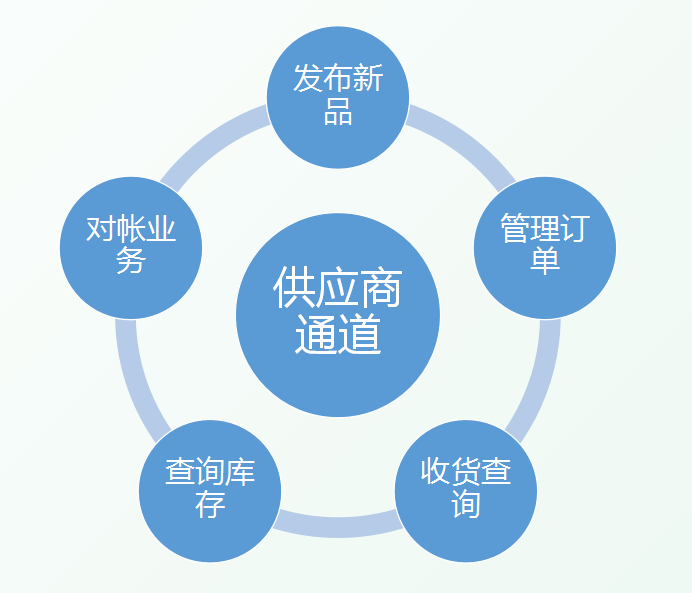 发布新
品
管理订
单
收货查
询
查询库
存
对帐业
务
供应商
通道